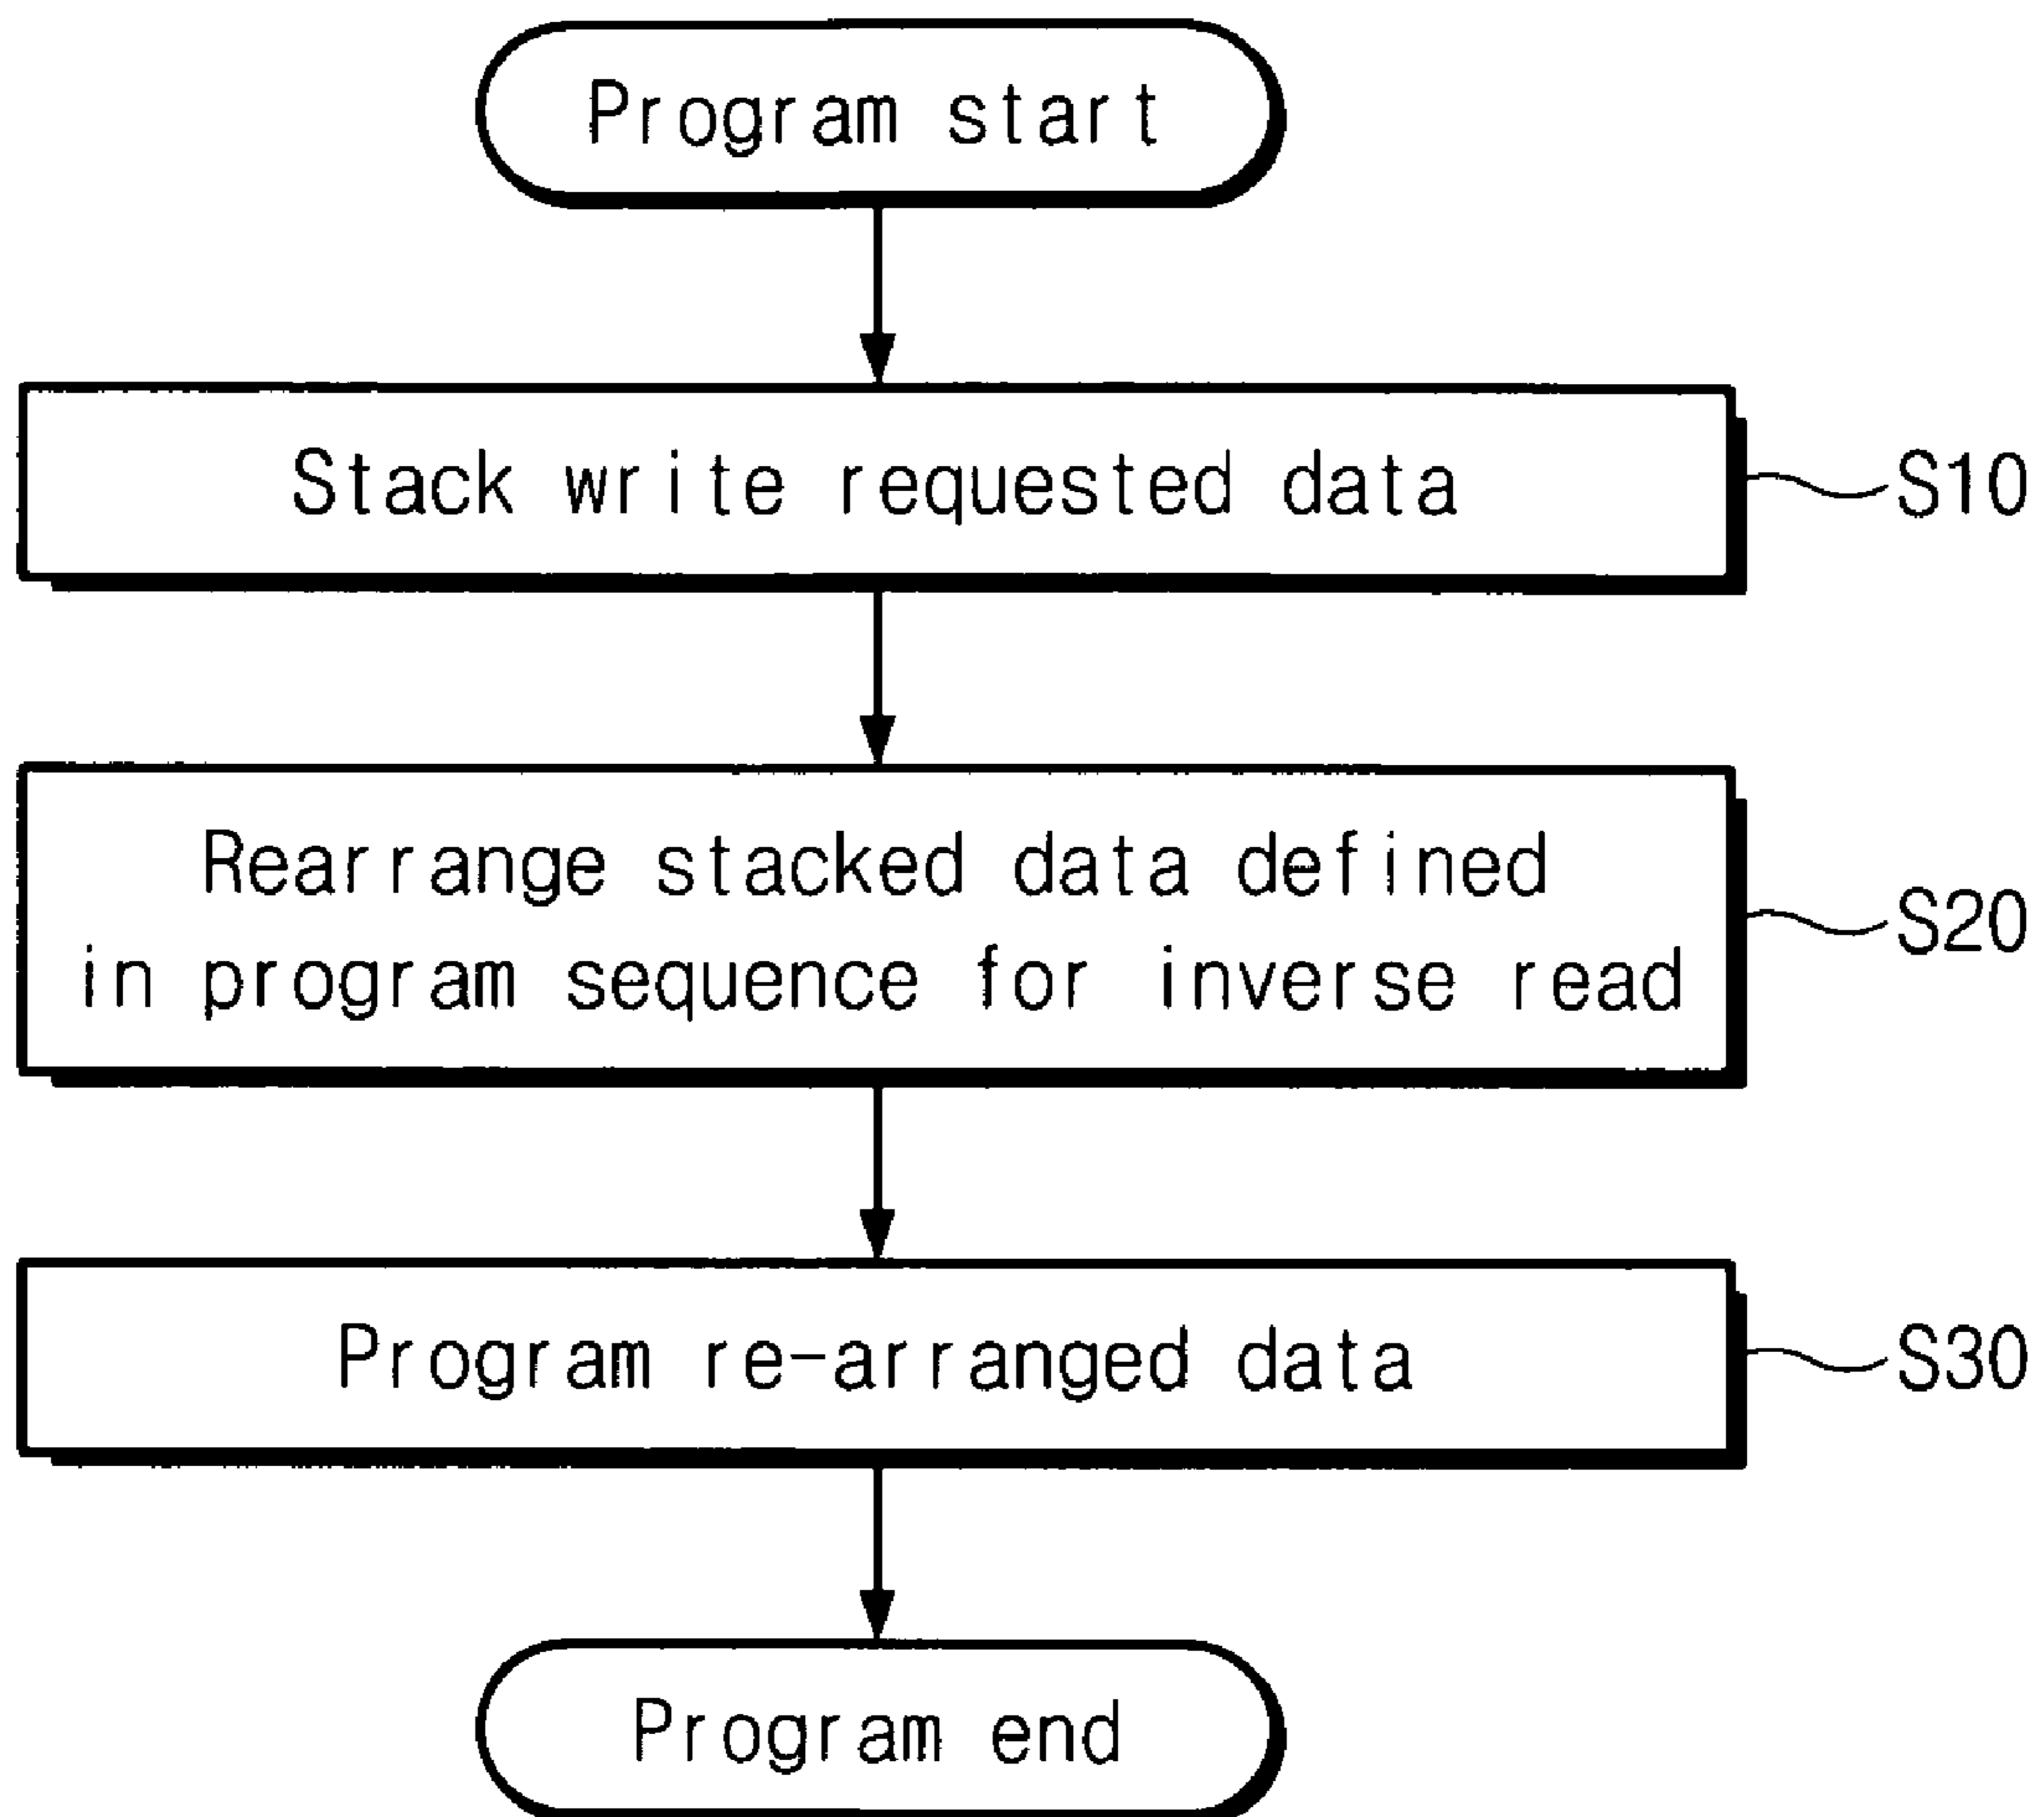 Program start
Stack write requested data
S10
Rearrange stacked data defined
in program sequence for inverse read
S20
Program re-arranged data
S30
Program end